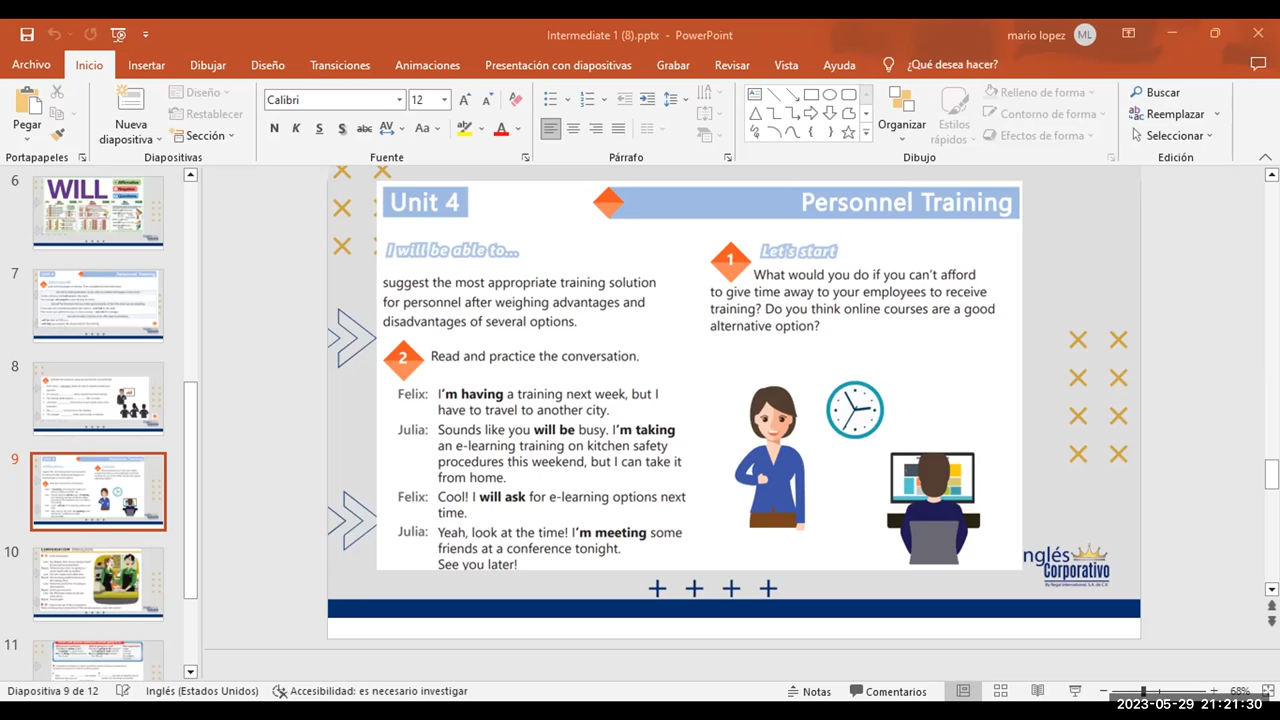 Intermediate 1 (8).pptx - PowerPoint
mario lopez
ML
Archivo
Inicio
Insertar
Dibujar
Diseño
Transiciones
Animaciones
Presentación con diapositivas
Grabar
Revisar
Vista
Ayuda
¿Qué desea hacer?
Pegar
Nueva
diapositiva
Diseño
Restablecer
Sección
Calibri
12
N
K
S
S
abc
AV
Aa
A
Organizar
Estilos
rápidos
Relleno de forma
Contorno de forma
Efectos de forma
Buscar
Reemplazar
Seleccionar
Portapapeles
Diapositivas
Fuente
Párrafo
Dibujo
Edición
6
WILL
7
8
9
10
11
Unit 4
Personnel Training
I will be able to...
suggest the most appropriate training solution
for personnel after weighing advantages and
disadvantages of several options.
1
Let's start
What would you do if you can't afford
to give time away to your employees to receive
training? Do you think online courses are a good
alternative option?
2
Read and practice the conversation.
Felix: I'm having a training next week, but I
have to travel to another city.
Julia: Sounds like you will be busy. I'm taking
an e-learning training on kitchen safety
procedures this weekend, but I can take it
from home.
Felix: Cool! I will ask for e-learning options next
time.
Julia: Yeah, look at the time! I'm meeting some
friends at a conference tonight.
See you later!
nglés
Corporativo
Diapositiva 9 de 12
Inglés (Estados Unidos)
Accesibilidad: es necesario investigar
Notas
Comentarios
68%
2023-05-29 21:21:30